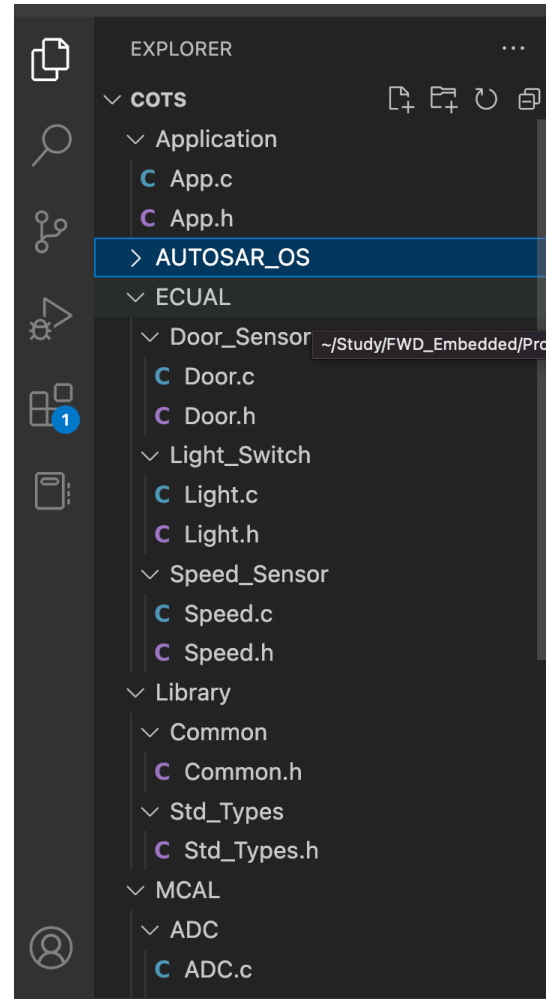 EXPLORER
COTS
Application
C App.c
C App.h
AUTOSAR_OS
ECUAL
Door_Sensor
~/Study/FWD_Embedded/Pro
C Door.c
C Door.h
Light_Switch
C Light.c
C Light.h
Speed_Sensor
C Speed.c
C Speed.h
1
Library
Common
C Common.h
Std_Types
C Std_Types.h
MCAL
ADC
C ADC.c